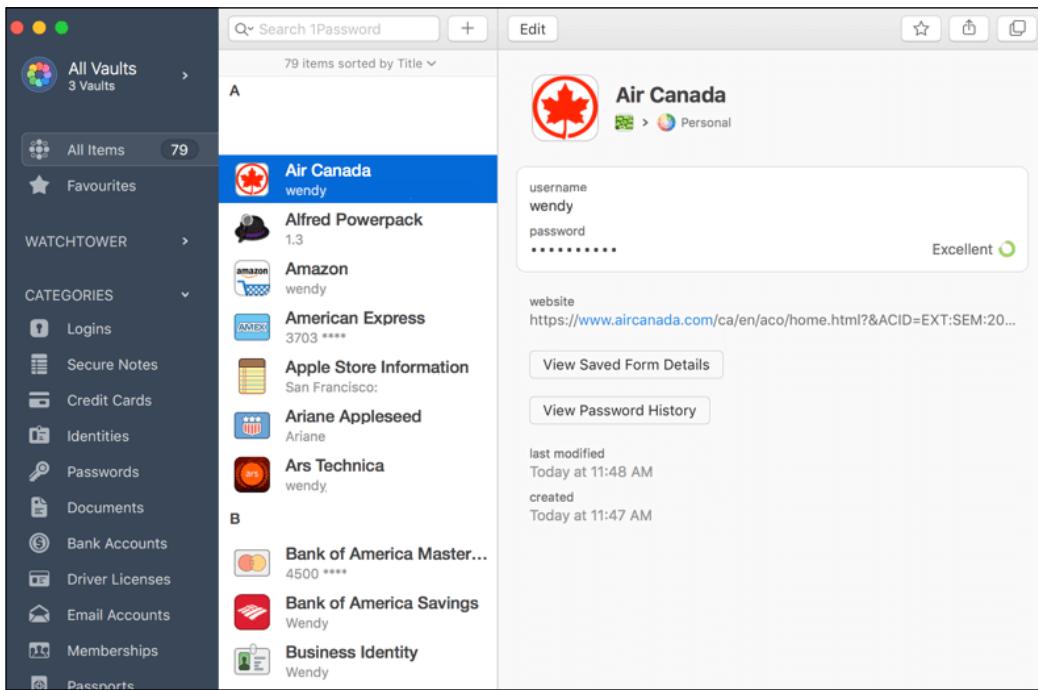 All Vaults
3 Vaults
All Items 79
Favourites
WATCHTOWER
CATEGORIES
Logins
Secure Notes
Credit Cards
Identities
Passwords
Documents
Bank Accounts
Driver Licenses
Email Accounts
Memberships
Passports
Search 1Password
79 items sorted by Title
A
Air Canada
wendy
Alfred Powerpack
1.3
amazon
Amazon
wendy
AMEX
American Express
3703 ****
Apple Store Information
San Francisco:
Ariane Appleseed
Ariane
ars
Ars Technica
wendy
B
Bank of America Master...
4500 ****
Bank of America Savings
Wendy
Business Identity
Wendy
Edit
Air Canada
> Personal
username
wendy
password
•••••••••• Excellent
website
https://www.aircanada.com/ca/en/aco/home.html?&ACID=EXT:SEM:20...
View Saved Form Details
View Password History
last modified
Today at 11:48 AM
created
Today at 11:47 AM